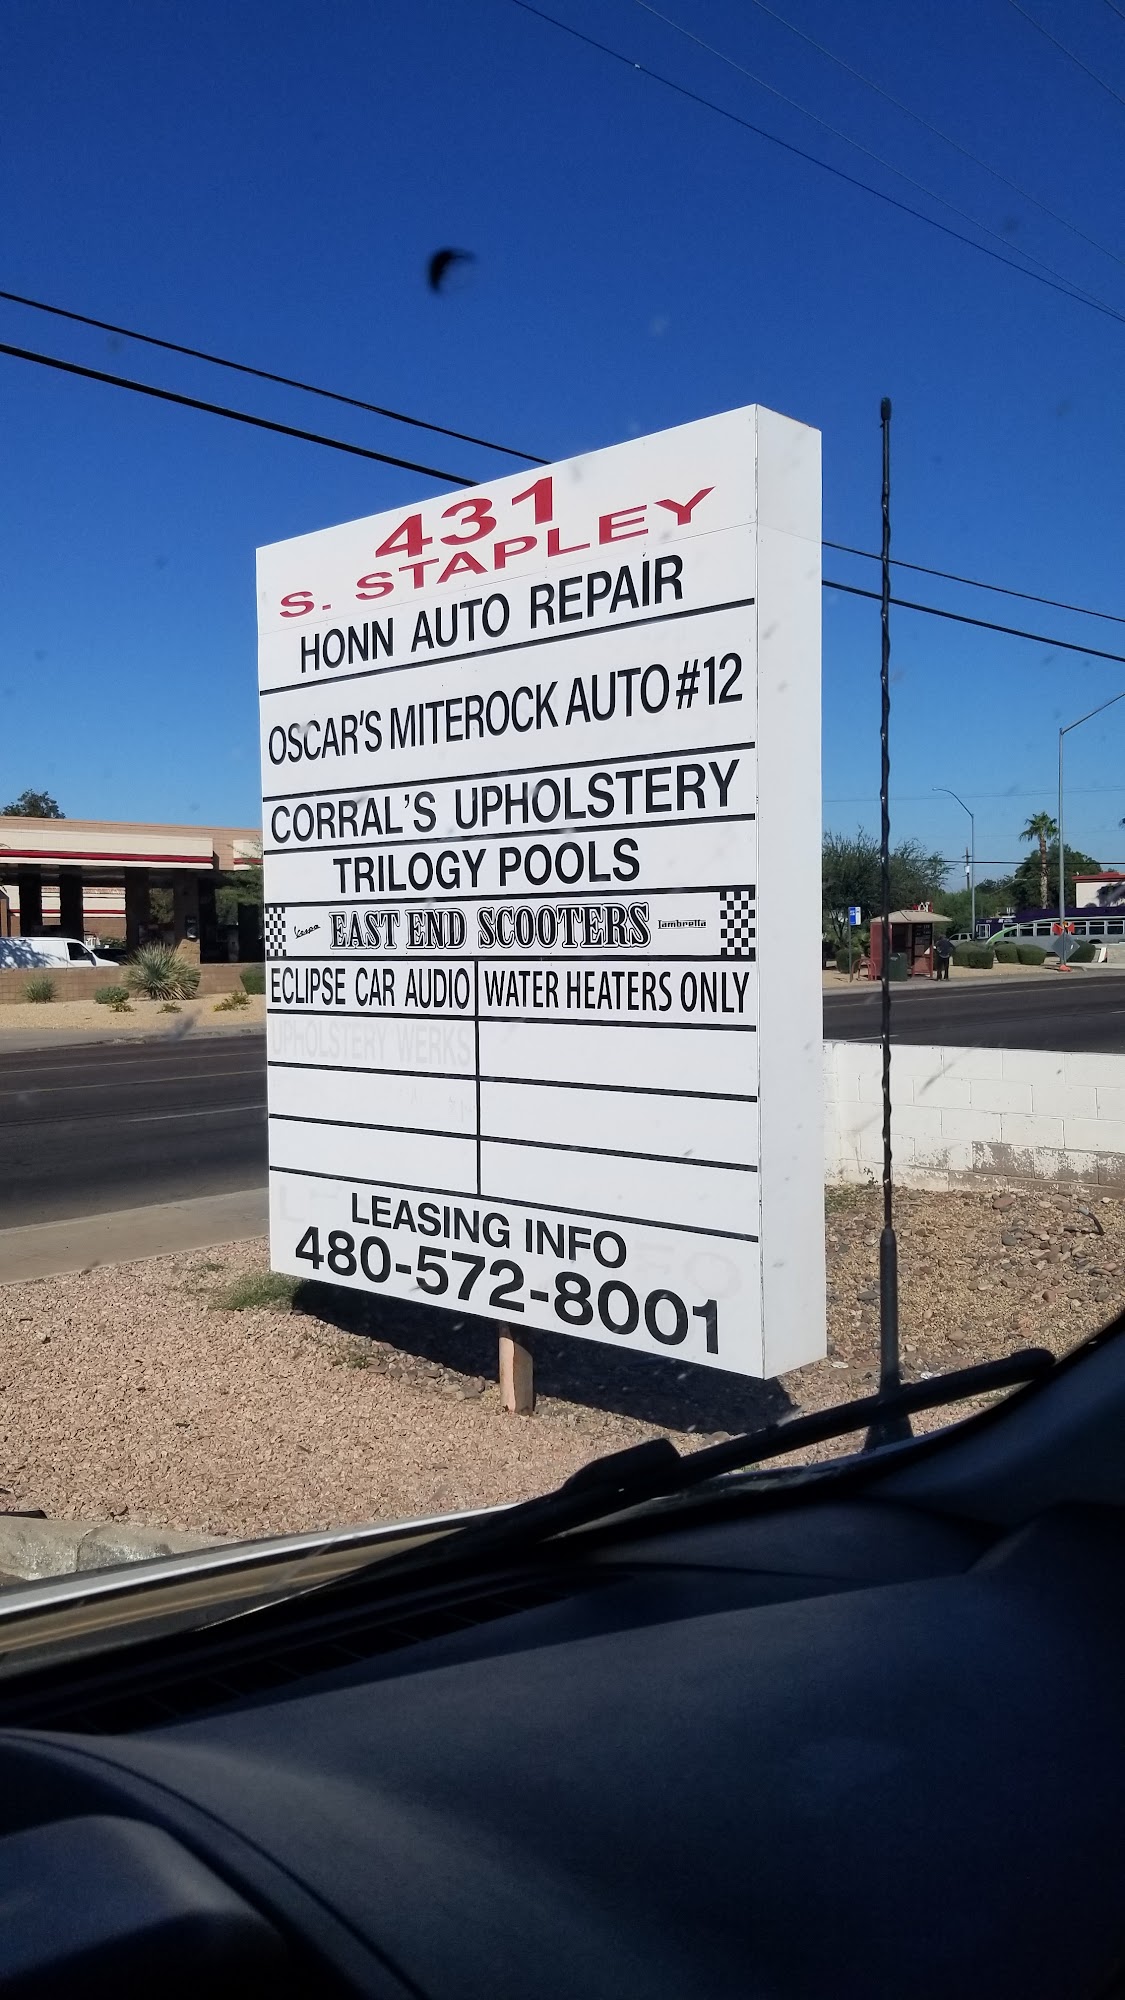 431
S. STAPLEY
HONN AUTO REPAIR
OSCAR'S MITEROCK AUTO #12
CORRAL'S UPHOLSTERY
TRILOGY POOLS
Vespa EAST END SCOOTERS lambretta
ECLIPSE CAR AUDIO WATER HEATERS ONLY
UPHOLSTERY WERKS
LEASING INFO
480-572-8001